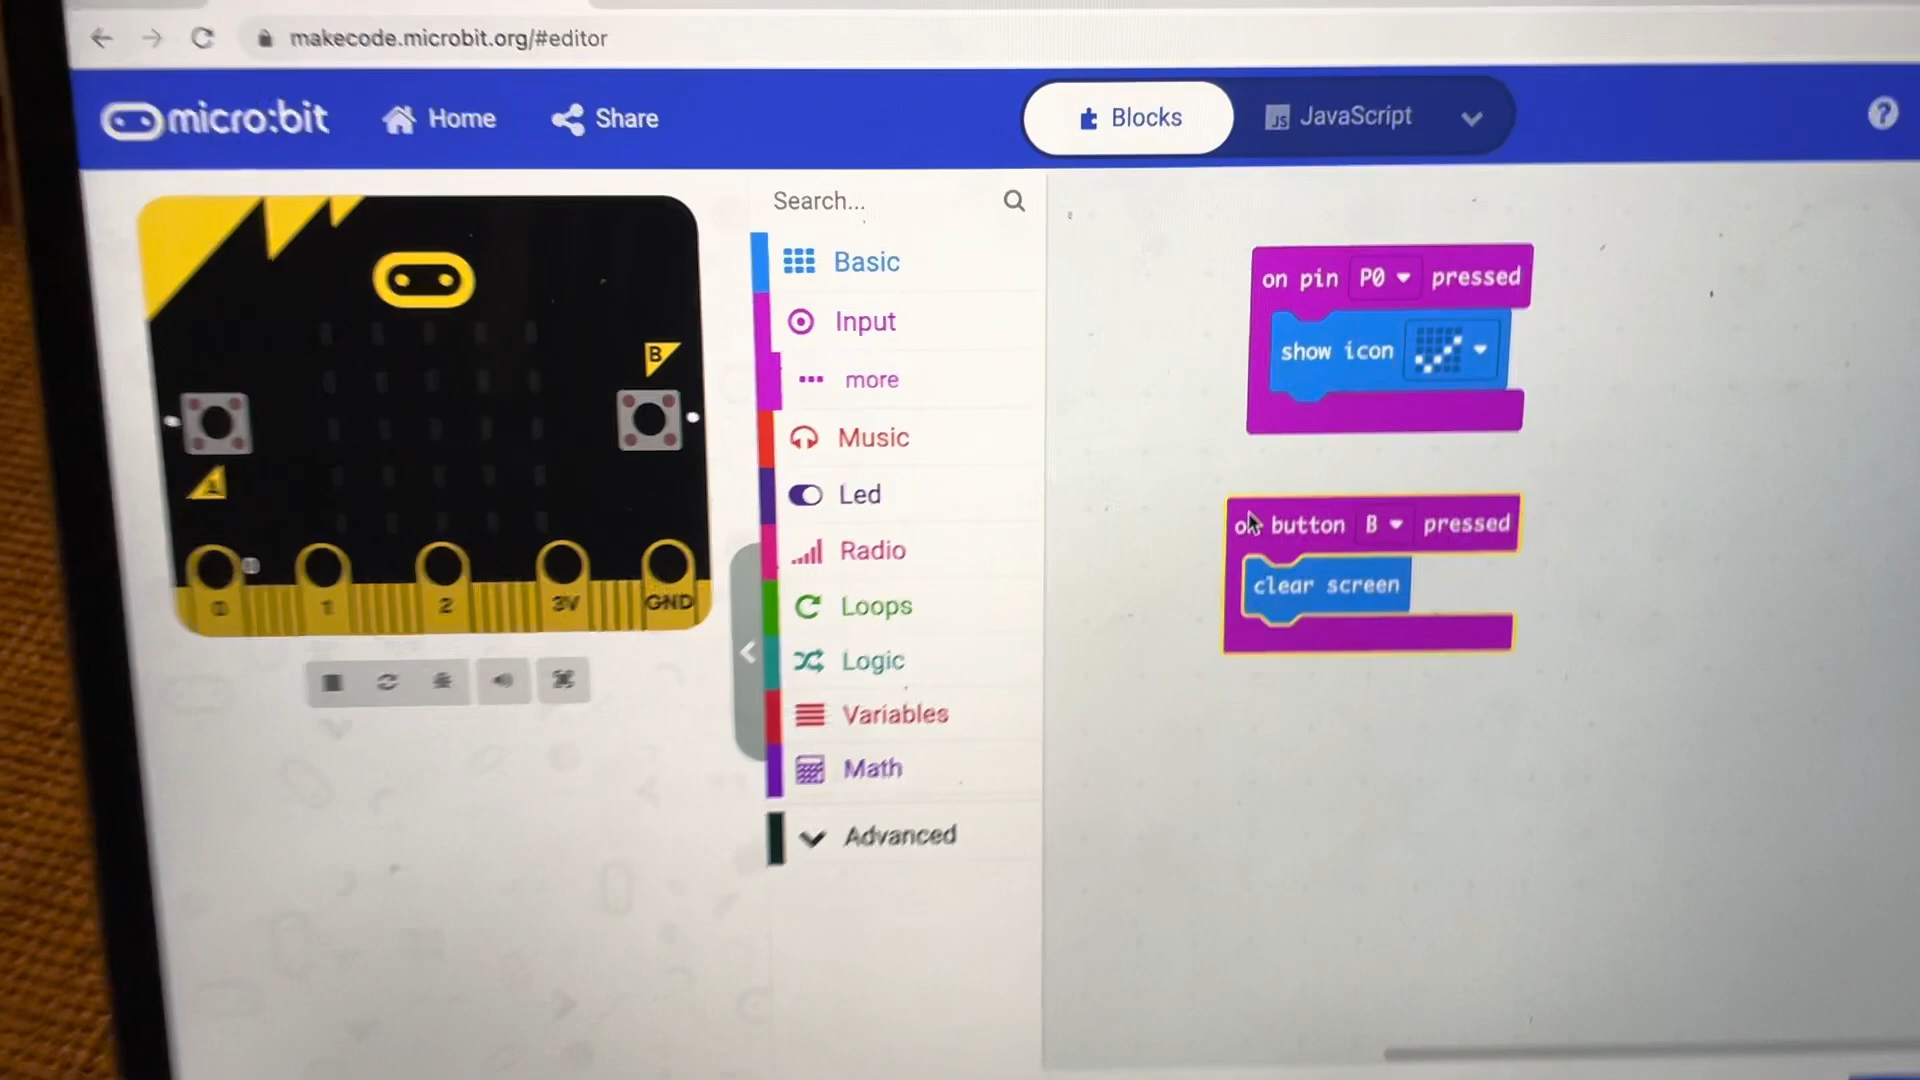 makecode.microbit.org/#editor
micro:bit
Home
Share
Blocks
JS
JavaScript
?
Search...
Basic
Input
more
Music
Led
Radio
Loops
Logic
Variables
Math
Advanced
B
A
0
1
2
3V
GND
on pin P0 pressed
show icon
button B pressed
clear screen